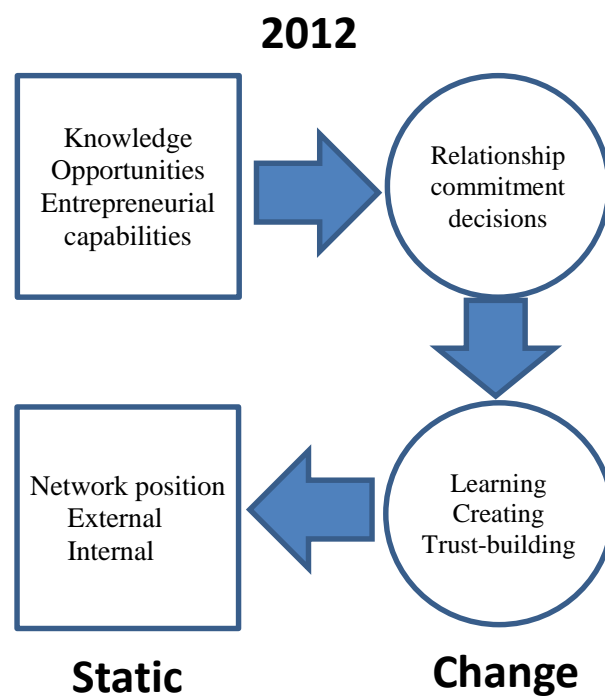 2012
Knowledge
Opportunities
Entrepreneurial
capabilities
Relationship
commitment
decisions
Network position
External
Internal
Learning
Creating
Trust-building
Static
Change